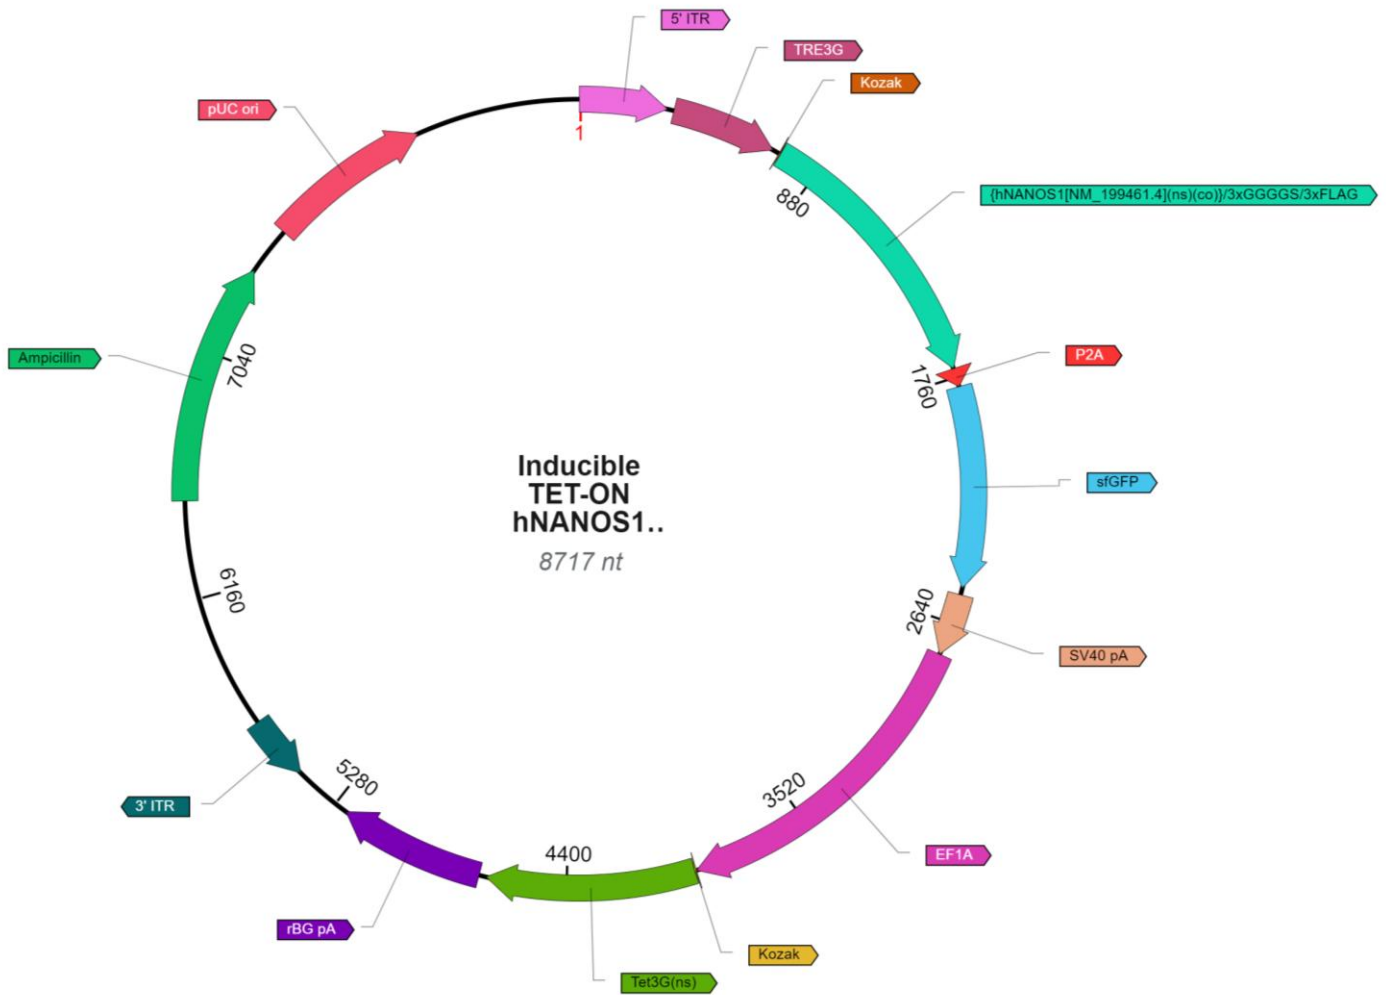 5' ITR
TRE3G
Kozak
pUC ori
1
{hNANOS1[NM_199461.4](ns)(co)}/3xGGGGS/3xFLAG
880
P2A
Ampicillin
7040
1760
Inducible
TET-ON
hNANOS1..
8717 nt
sfGFP
6160
2640
SV40 pA
5280
3520
3' ITR
4400
EF1A
rBG pA
Kozak
Tet3G(ns)